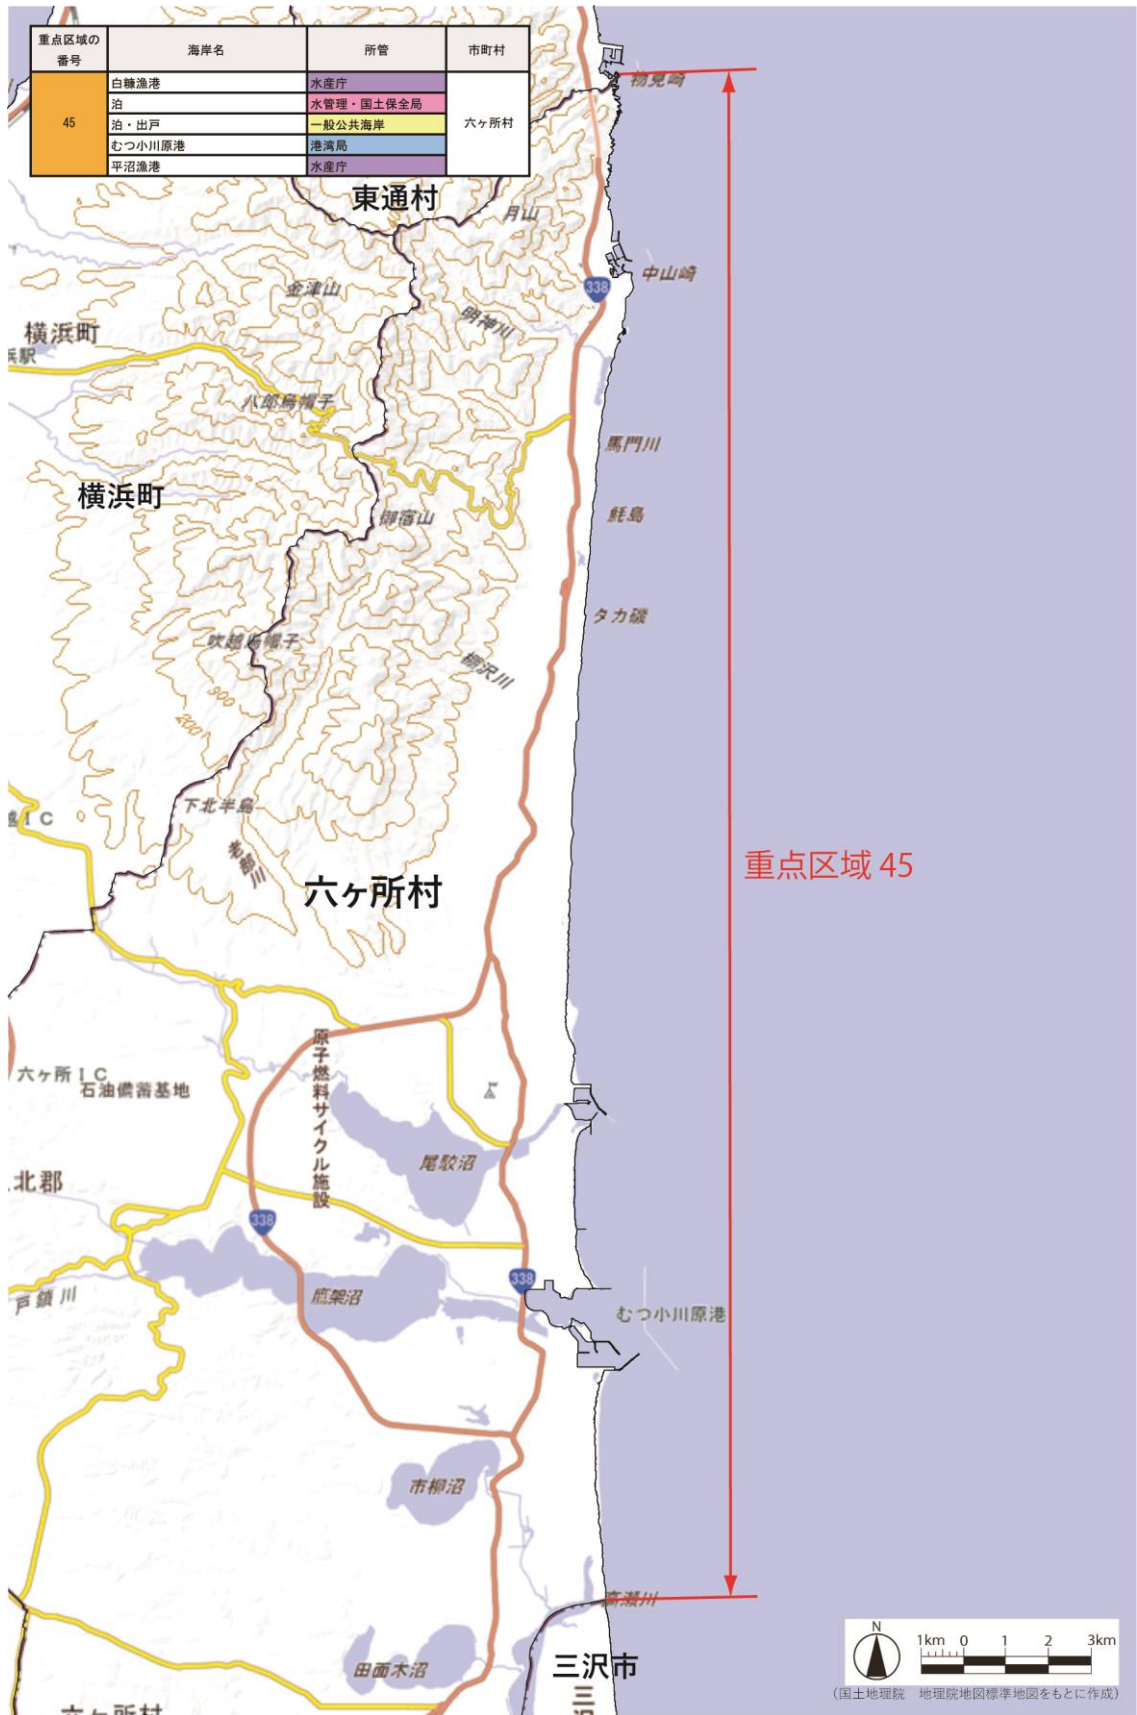 重点区域の番号 海岸名 所管 市町村
45 白糠漁港 水産庁 六ヶ所村
泊 水管理・国土保全局
泊・出戸 一般公共海岸
むつ小川原港 港湾局
平沼漁港 水産庁
物見崎
東通村
月山
中山崎
338
金津山
明神川
横浜町
浜駅
八郎烏帽子
馬門川
横浜町
御宿山
鮏島
タカ磯
吹越烏帽子
棚沢川
300
200
下北半島
IC
老部川
重点区域 45
六ヶ所村
原子燃料サイクル施設
六ヶ所IC
石油備蓄基地
尾駮沼
北郡
338
338
戸鎖川
鷹架沼
むつ小川原港
市柳沼
高瀬川
田面木沼
三沢市
三沢
六ヶ所村
N
1km 0 1 2 3km
(国土地理院 地理院地図標準地図をもとに作成)